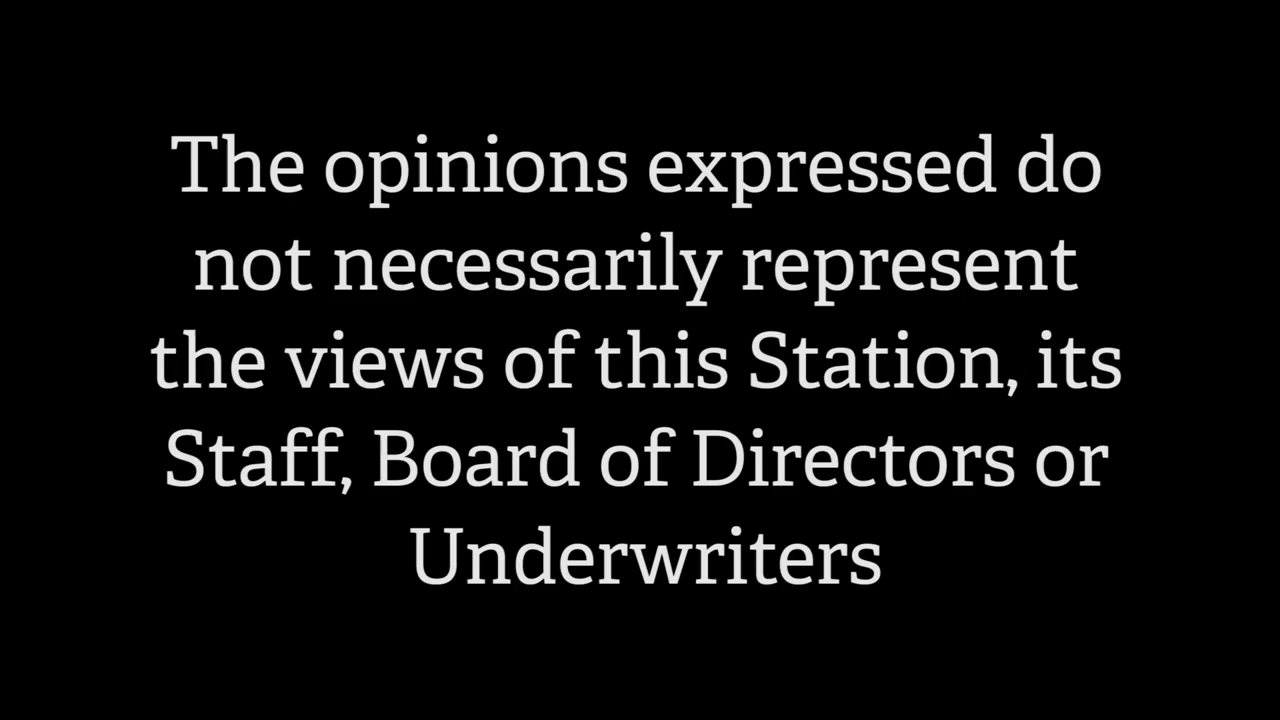 The opinions expressed do
not necessarily represent
the views of this Station, its
Staff, Board of Directors or
Underwriters